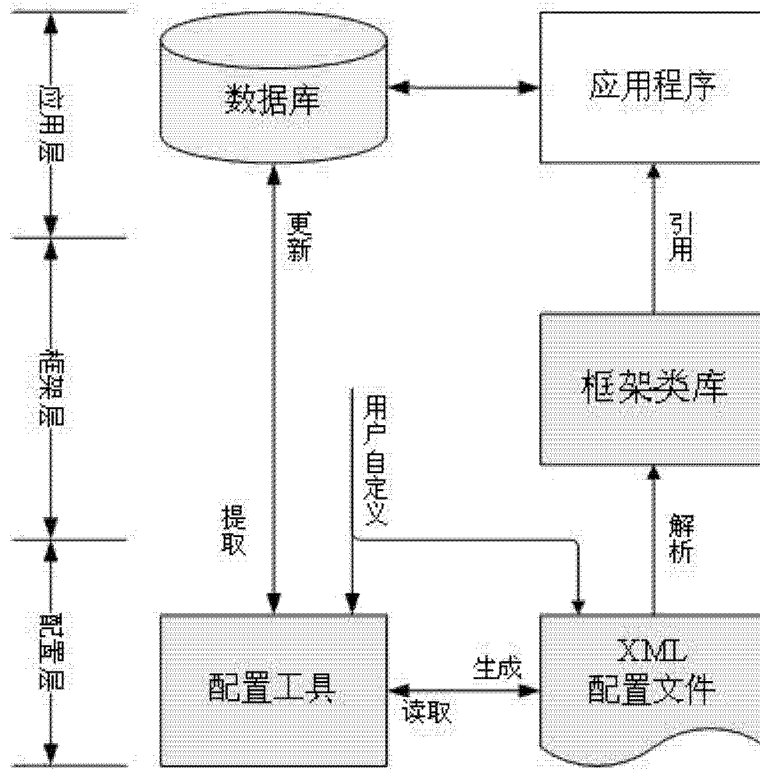 应用层
数据库
应用程序
更新
引用
框架层
框架类库
用户自定义
提取
解析
配置层
配置工具
生成
读取
XML
配置文件